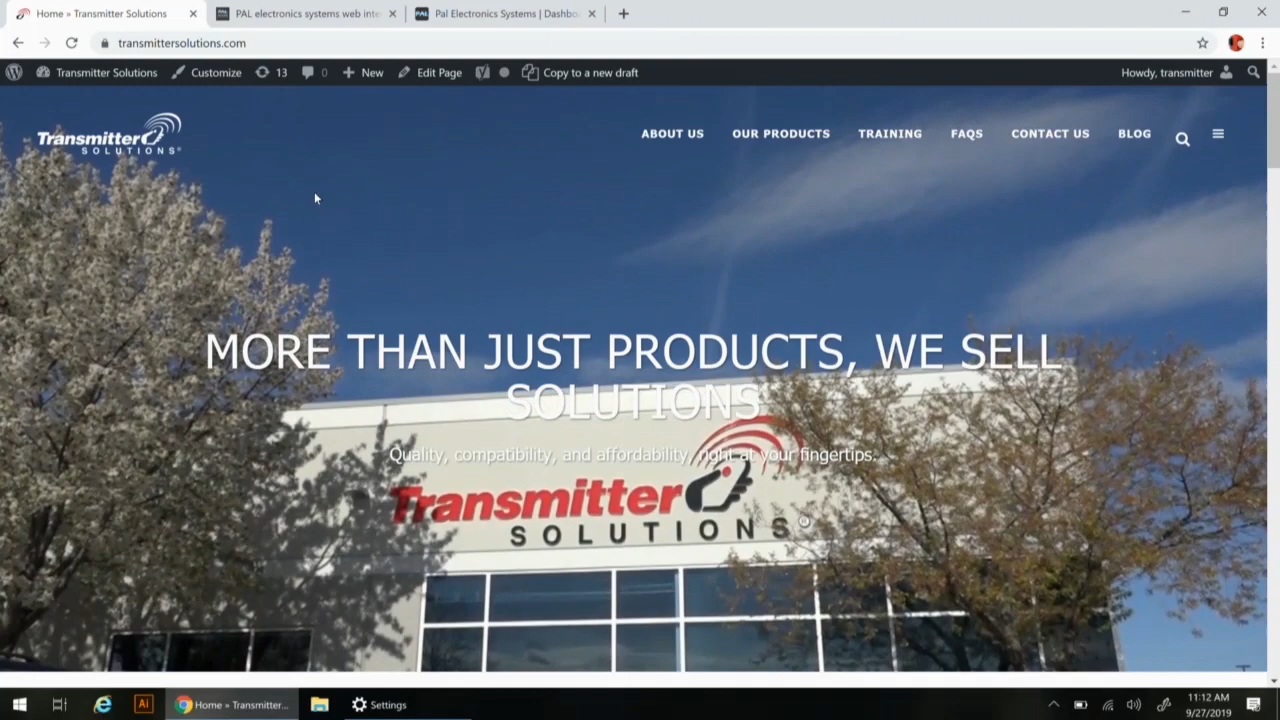 Home » Transmitter Solutions
PAL electronics systems web inte
Pal Electronics Systems | Dashbo
transmittersolutions.com
Transmitter Solutions
Customize
13
0
New
Edit Page
Copy to a new draft
Howdy, transmitter
Transmitter
SOLUTIONS®
ABOUT US
OUR PRODUCTS
TRAINING
FAQS
CONTACT US
BLOG
MORE THAN JUST PRODUCTS, WE SELL
SOLUTIONS
Quality, compatibility, and affordability, right at your fingertips.
Transmitter
SOLUTIONS®
Ai
Home » Transmitter...
Settings
11:12 AM
9/27/2019